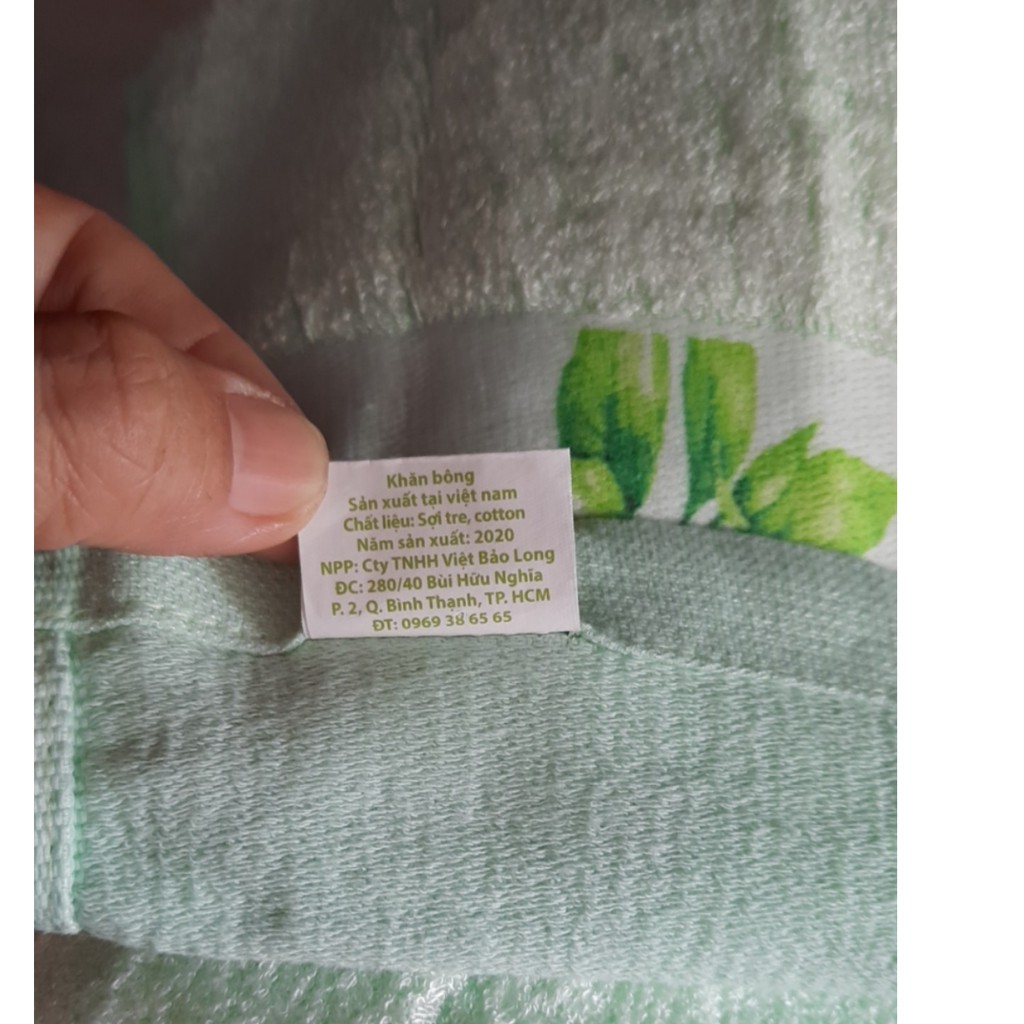 Khăn bông
Sản xuất tại việt nam
Chất liệu: Sợi tre, cotton
Năm sản xuất: 2020
NPP: Cty TNHH Việt Bảo Long
ĐC: 280/40 Bùi Hữu Nghĩa
P. 2, Q. Bình Thạnh, TP. HCM
ĐT: 0969 38 65 65